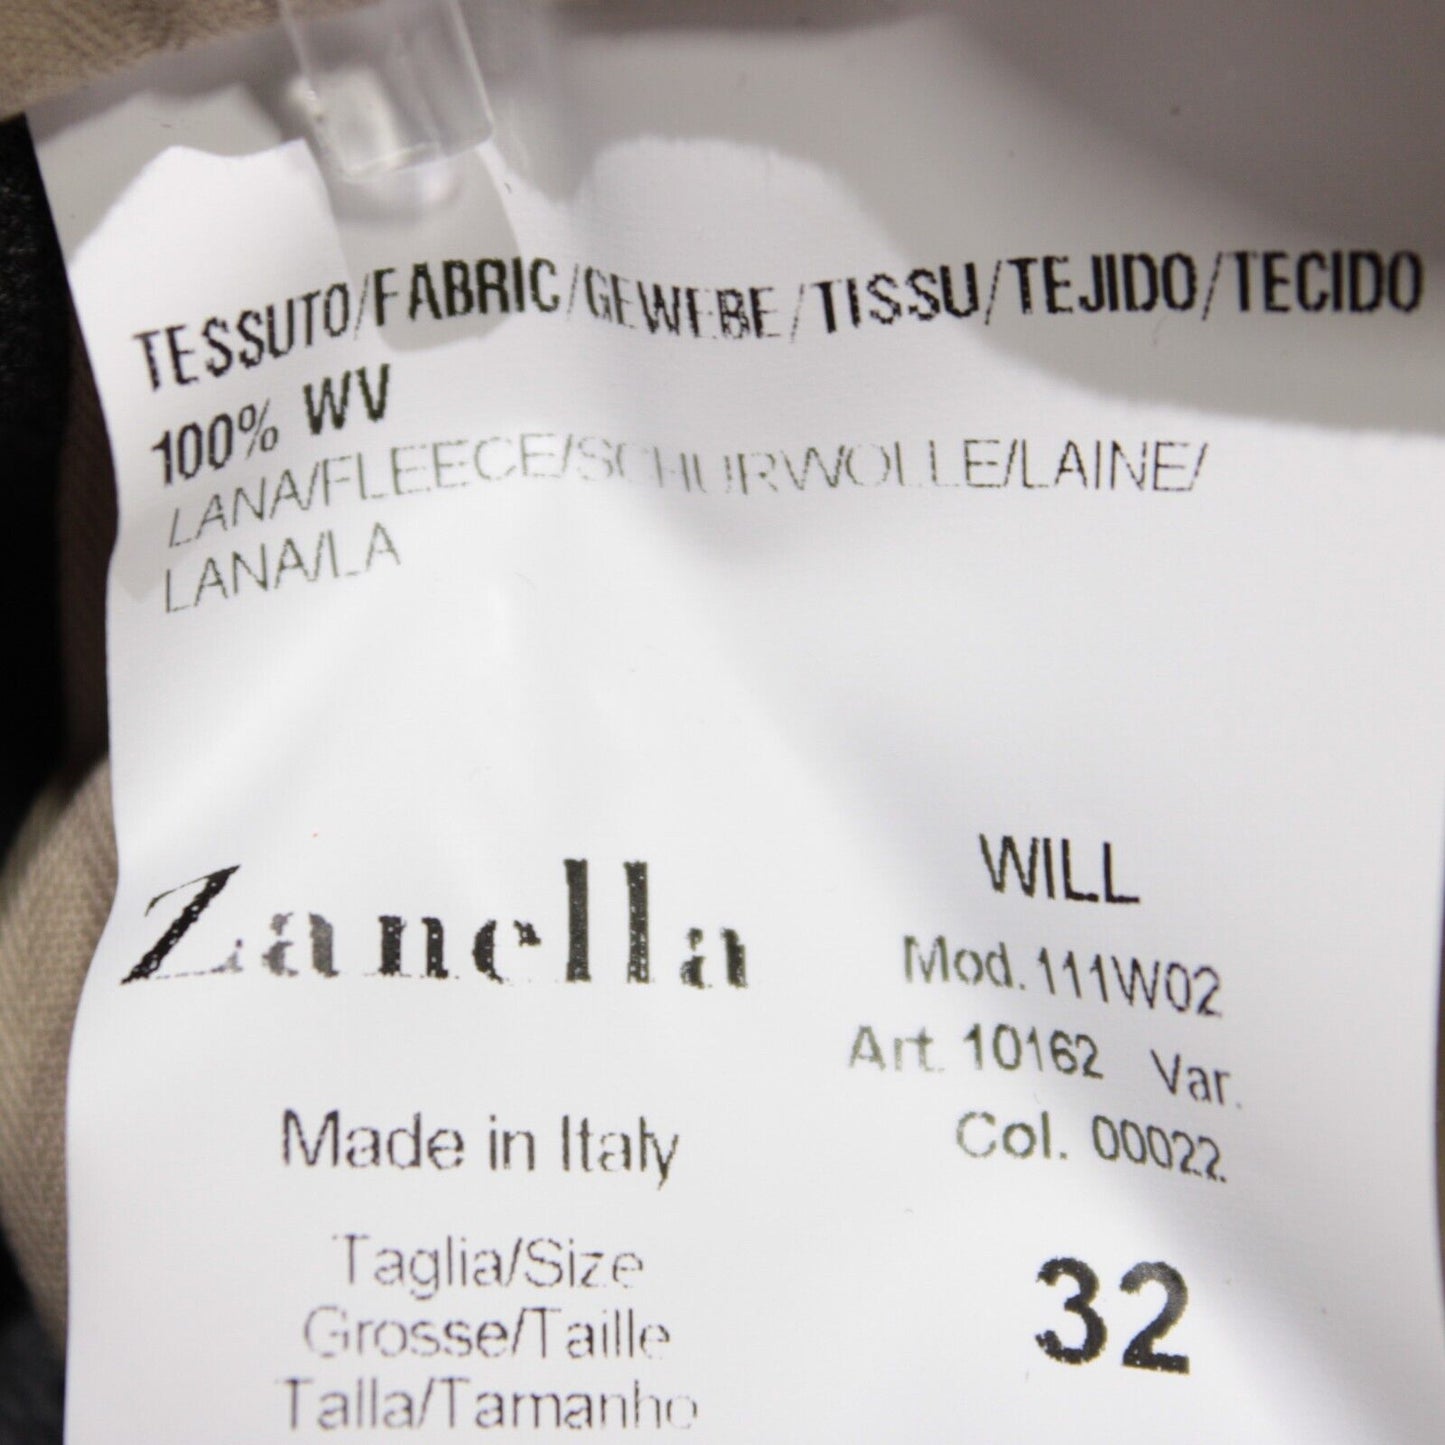 TESSUTO/FABRIC/GEWEBE/TISSU/TEJIDO/TECIDO
100% WV
LANA/FLEECE/SCHURWOLLE/LAINE/
LANA/LA
Zanella
WILL
Mod. 111W02
Art. 10162 Var.
Col. 00022.
Made in Italy
Taglia/Size
Grosse/Taille
Talla/Tamanho
32